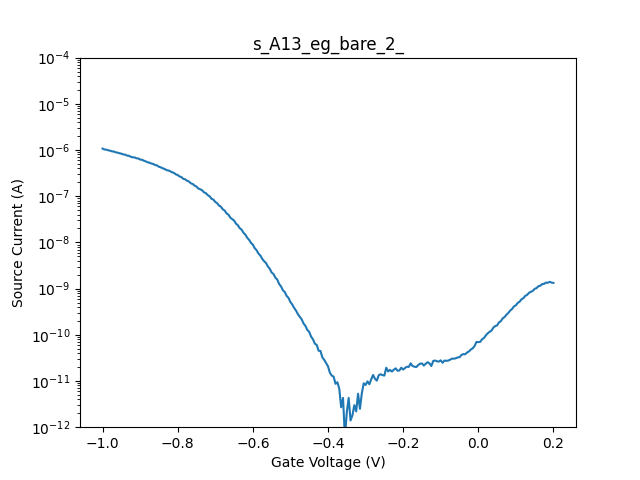 s_A13_eg_bare_2_
10⁻⁴
10⁻⁵
10⁻⁶
10⁻⁷
10⁻⁸
10⁻⁹
10⁻¹⁰
10⁻¹¹
10⁻¹²
Source Current (A)
−1.0 −0.8 −0.6 −0.4 −0.2 0.0 0.2
Gate Voltage (V)